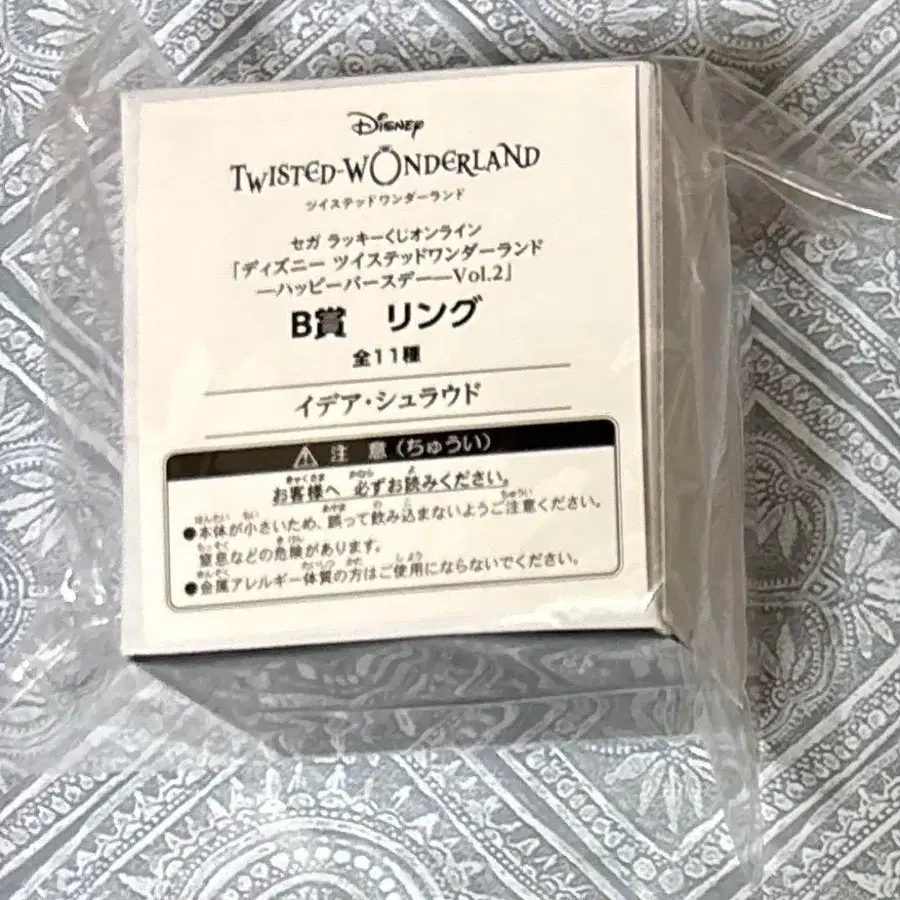 Disney
TWISTED-WONDERLAND
ツイステッドワンダーランド
セガ ラッキーくじオンライン
「ディズニー ツイステッドワンダーランド
―ハッピーバースデー―Vol.2」
B賞 リング
全11種
イデア・シュラウド
⚠ 注 意(ちゅうい)
お客様へ 必ずお読みください。
●本体が小さいため、誤って飲み込まないようご注意ください。
窒息などの危険があります。
●金属アレルギー体質の方はご使用にならないでください。